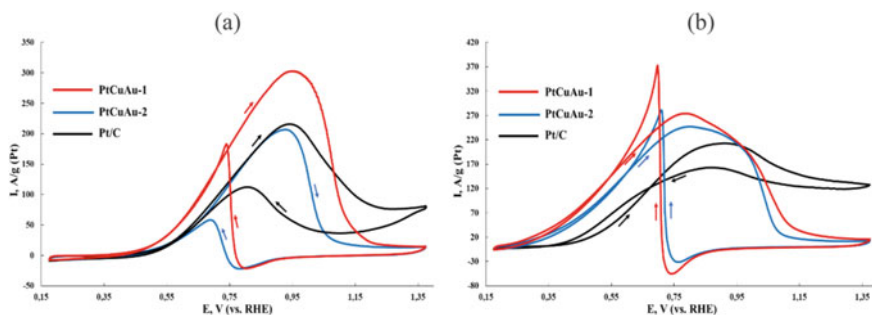 (a)
I, A/g (Pt)
350
300
250
200
150
100
50
0
-50
PtCuAu-1
PtCuAu-2
Pt/C
0,15 0,35 0,55 0,75 0,95 1,15 1,35
E, V (vs. RHE)
(b)
I, A/g (Pt)
420
370
320
270
220
170
120
70
20
-30
-80
PtCuAu-1
PtCuAu-2
Pt/C
0,15 0,35 0,55 0,75 0,95 1,15 1,35
E, V (vs. RHE)